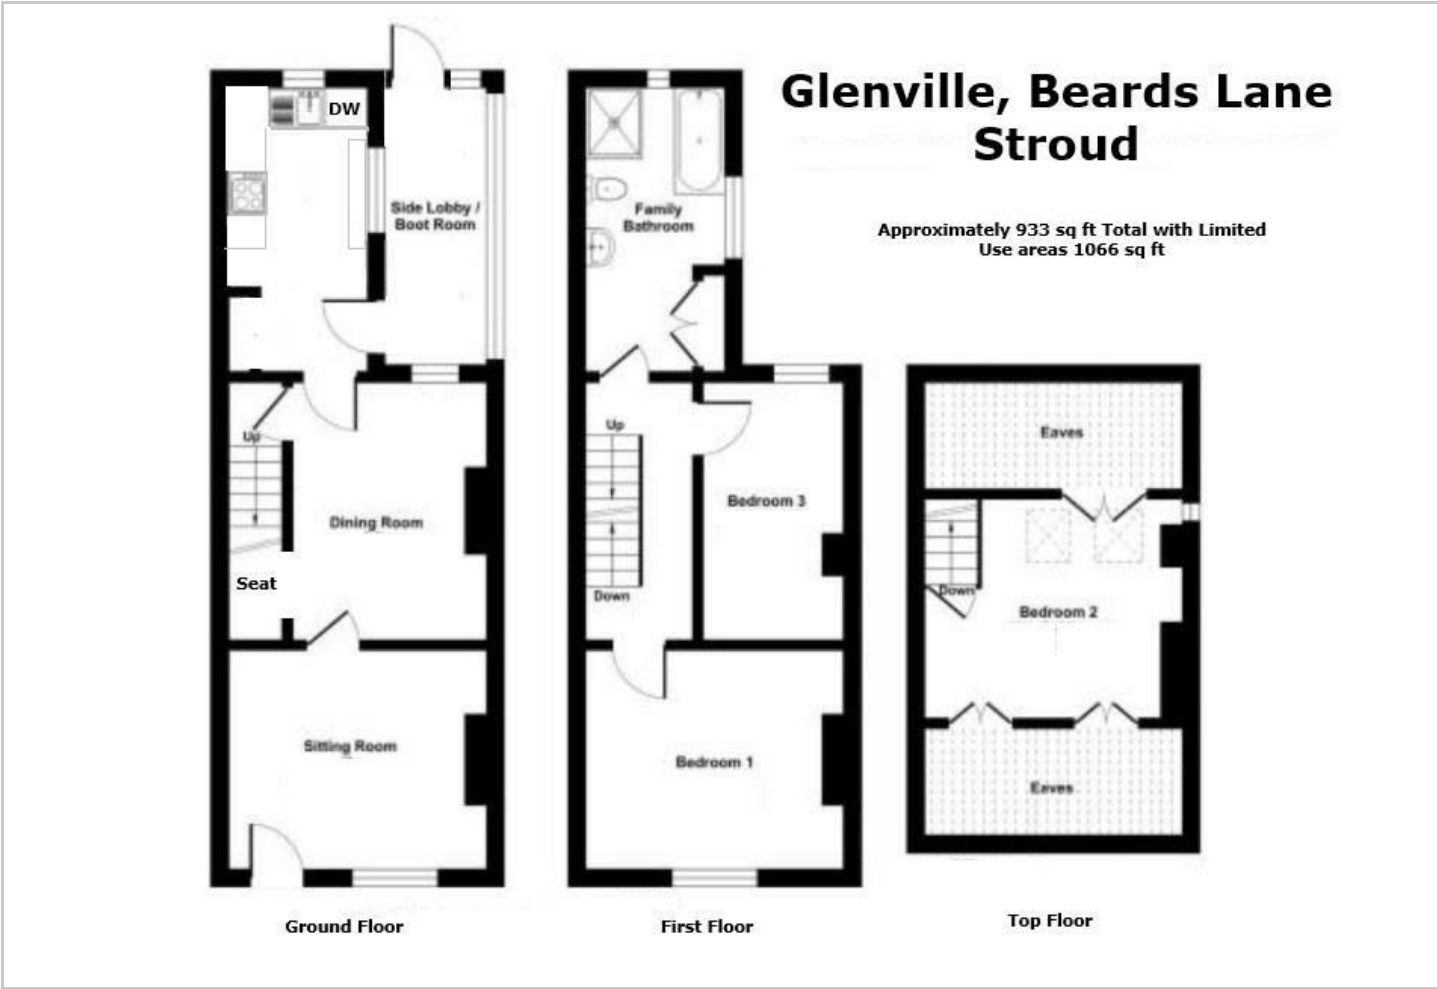 Glenville, Beards Lane
Stroud
Approximately 933 sq ft Total with Limited
Use areas 1066 sq ft
DW
Side Lobby /
Boot Room
Up
Dining Room
Seat
Sitting Room
Ground Floor
Family
Bathroom
Up
Down
Bedroom 3
Bedroom 1
First Floor
Eaves
Down
Bedroom 2
Eaves
Top Floor